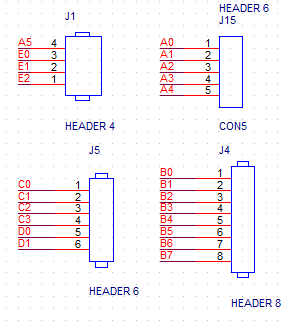 HEADER 6
J1
J15
A5 4
E0 3
E1 2
E2 1
A0 1
A1 2
A2 3
A3 4
A4 5
HEADER 4
CON5
J5
J4
C0 1
C1 2
C2 3
C3 4
D0 5
D1 6
B0 1
B1 2
B2 3
B3 4
B4 5
B5 6
B6 7
B7 8
HEADER 6
HEADER 8